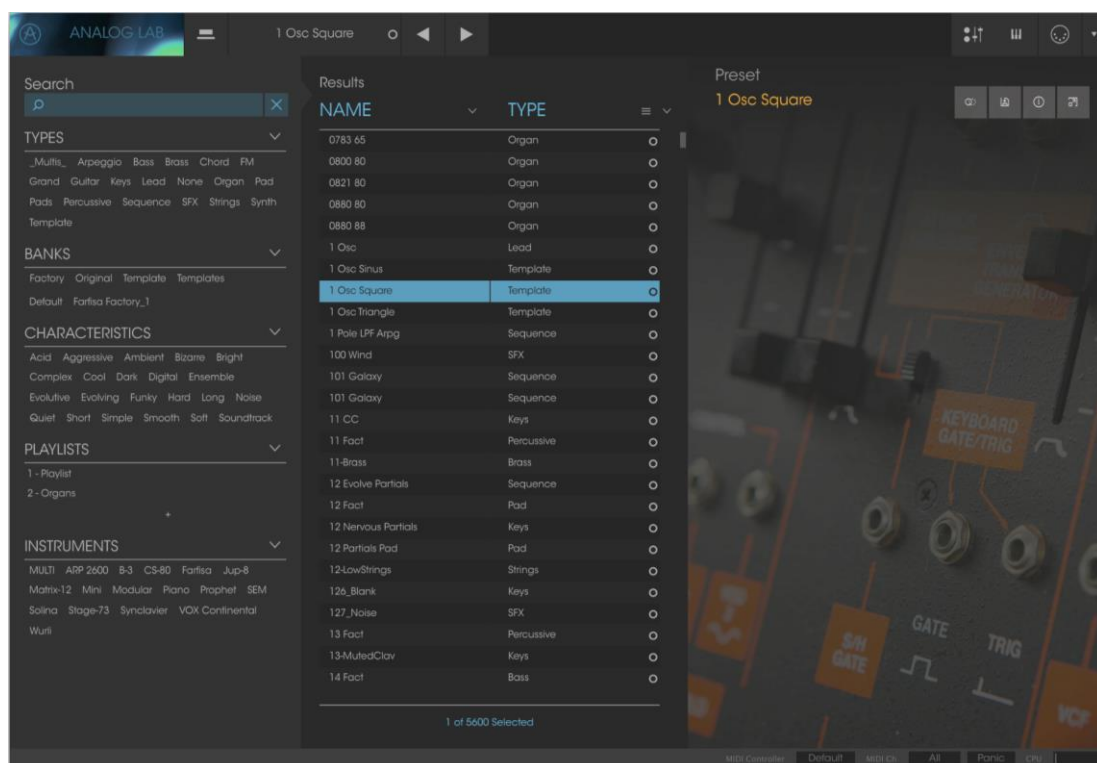 ANALOG LAB
1 Osc Square
Search
TYPES
_Multis_ Arpeggio Bass Brass Chord FM
Grand Guitar Keys Lead None Organ Pad
Pads Percussive Sequence SFX Strings Synth
Template
BANKS
Factory Original Template Templates
Default Farfisa Factory_1
CHARACTERISTICS
Acid Aggressive Ambient Bizarre Bright
Complex Cool Dark Digital Ensemble
Evolutive Evolving Funky Hard Long Noise
Quiet Short Simple Smooth Soft Soundtrack
PLAYLISTS
1 - Playlist
2 - Organs
+
INSTRUMENTS
MULTI ARP 2600 B-3 CS-80 Farfisa Jup-8
Matrix-12 Mini Modular Piano Prophet SEM
Solina Stage-73 Synclavier VOX Continental
Wurli
Results
NAME TYPE
0783 65 Organ
0800 80 Organ
0821 80 Organ
0880 80 Organ
0880 88 Organ
1 Osc Lead
1 Osc Sinus Template
1 Osc Square Template
1 Osc Triangle Template
1 Pole LPF Arpg Sequence
100 Wind SFX
101 Galaxy Sequence
101 Galaxy Sequence
11 CC Keys
11 Fact Percussive
11-Brass Brass
12 Evolve Partials Sequence
12 Fact Pad
12 Nervous Partials Keys
12 Partials Pad Pad
12-LowStrings Strings
126_Blank Keys
127_Noise SFX
13 Fact Percussive
13-MutedClav Keys
14 Fact Bass
1 of 5600 Selected
Preset
1 Osc Square
KEYBOARD
GATE/TRIG
S/H
GATE
GATE
TRIG
VCF
MIDI Controller Default MIDI Ch. All Panic CPU